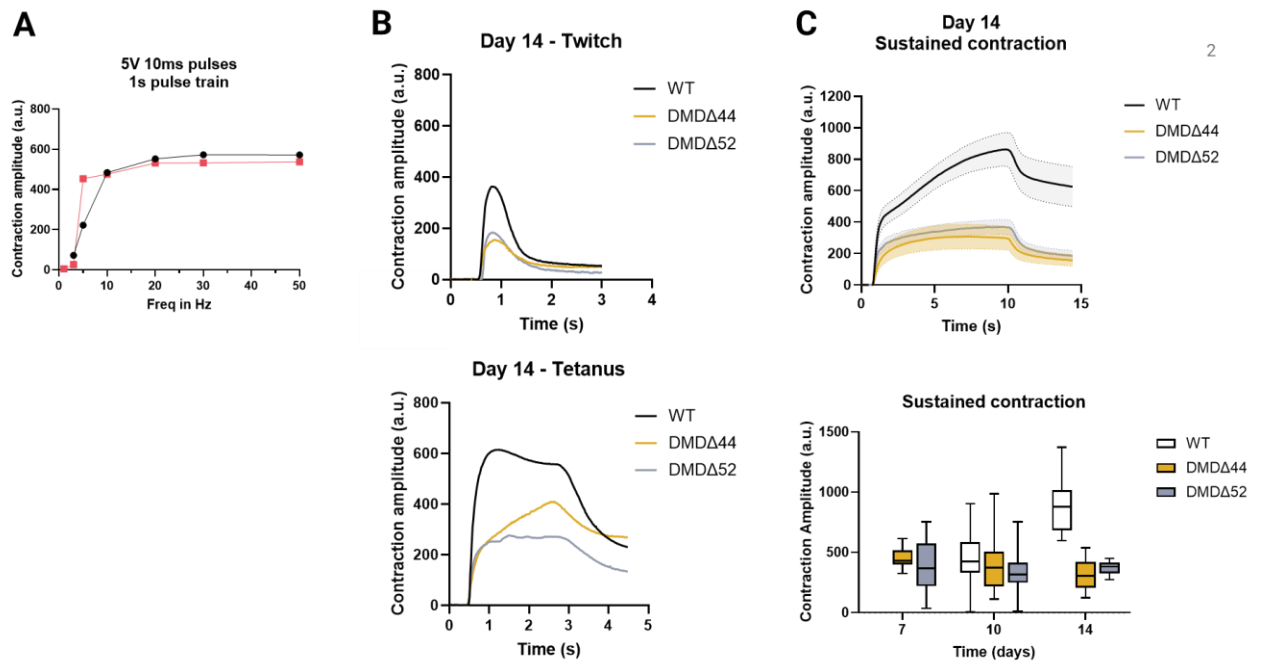 A
5V 10ms pulses
1s pulse train
Contraction amplitude (a.u.)
800
600
400
200
0
0 10 20 30 40 50
Freq in Hz
B
Day 14 - Twitch
Contraction amplitude (a.u.)
800
600
400
200
0
0 1 2 3 4
Time (s)
WT
DMDΔ44
DMDΔ52
Day 14 - Tetanus
Contraction amplitude (a.u.)
800
600
400
200
0
0 1 2 3 4 5
Time (s)
WT
DMDΔ44
DMDΔ52
C
Day 14
Sustained contraction
2
Contraction amplitude (a.u.)
1200
1000
800
600
400
200
0
0 5 10 15
Time (s)
WT
DMDΔ44
DMDΔ52
Sustained contraction
Contraction Amplitude (a.u.)
1500
1000
500
0
7 10 14
Time (days)
WT
DMDΔ44
DMDΔ52